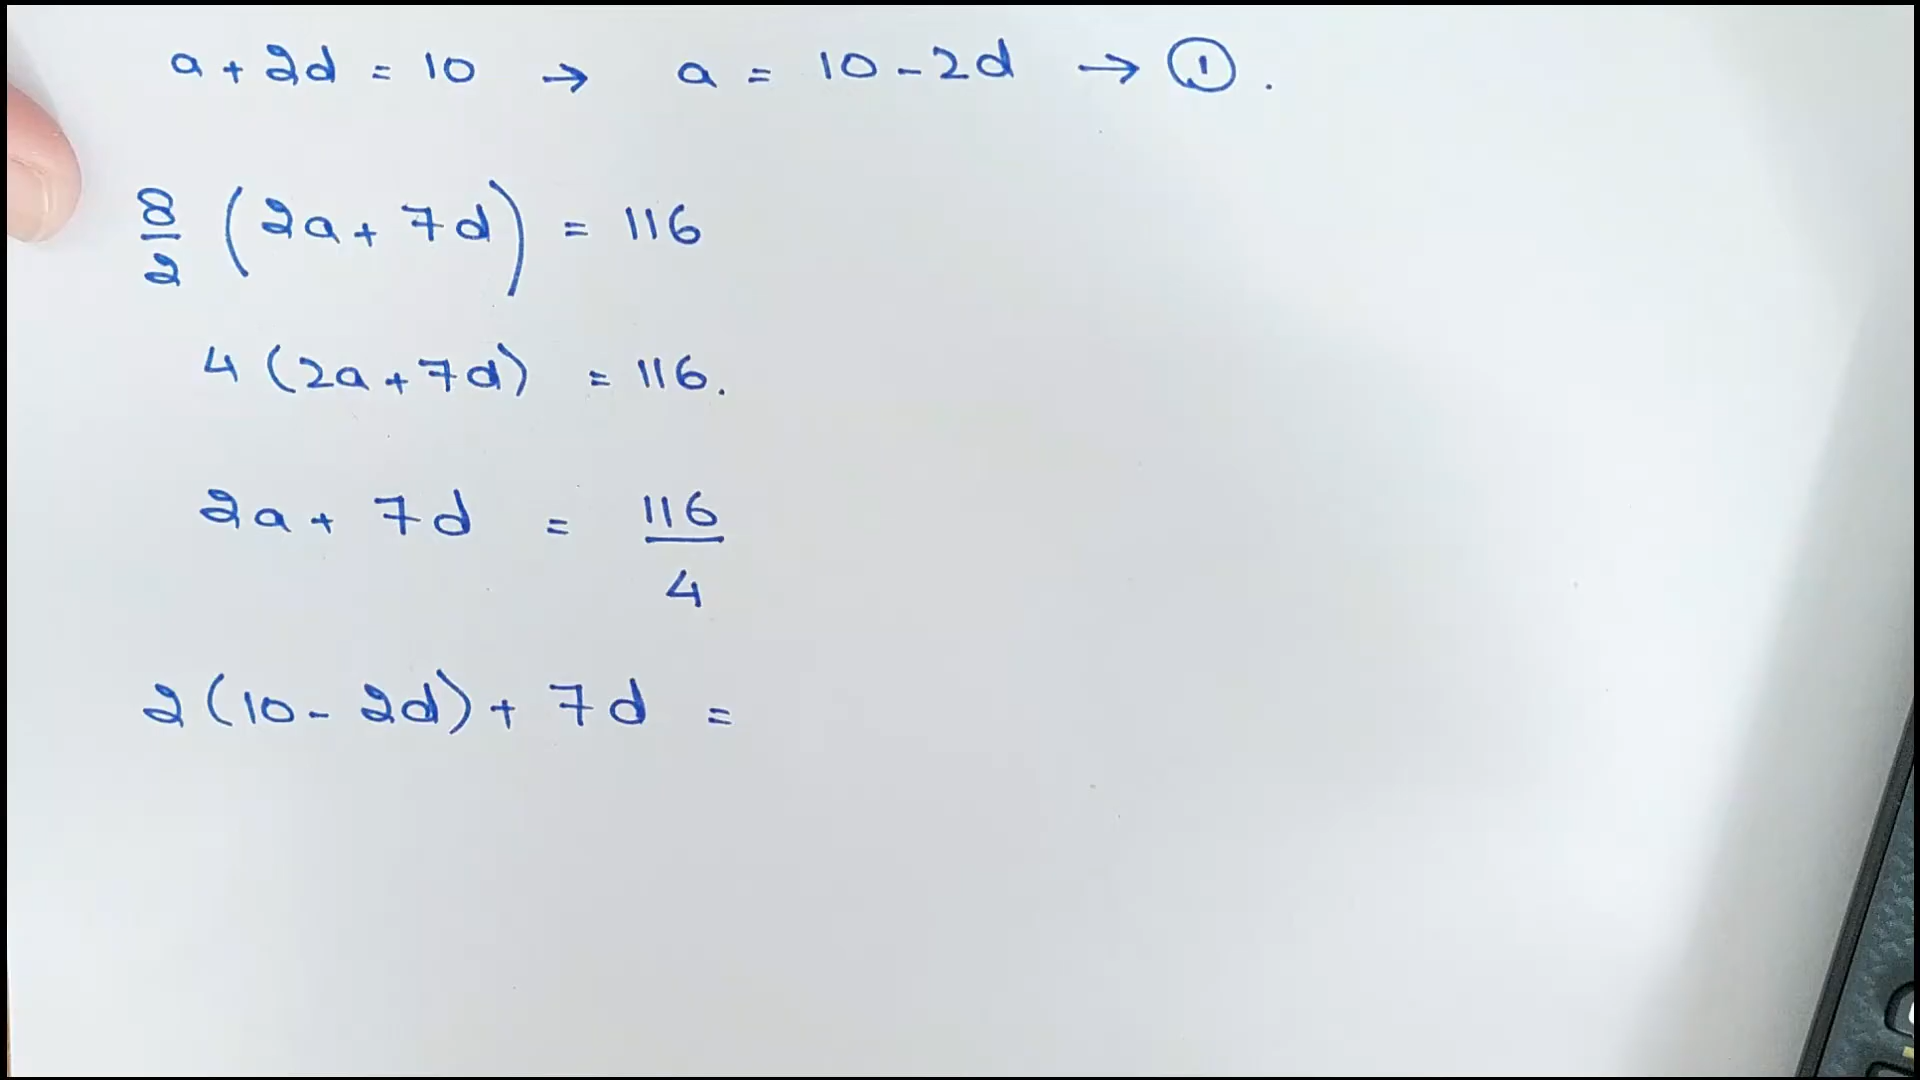 a + 2d = 10 → a = 10 - 2d → ①.
8/2 (2a + 7d) = 116
4 (2a + 7d) = 116.
2a + 7d = 116/4
2(10 - 2d) + 7d =